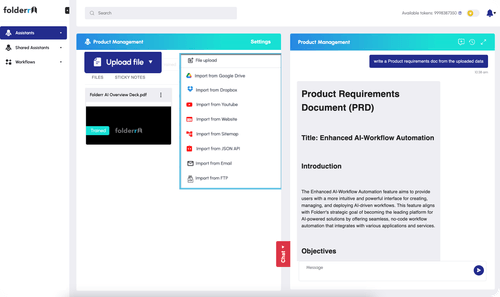 folderrAI
Search
Available tokens: 9998387350
Assistants
Shared Assistants
Workflows
Product Management
Settings
Upload file
FILES
STICKY NOTES
Folderr AI Overview Deck.pdf
Trained
folderrAI
File upload
Import from Google Drive
Import from Dropbox
Import from Youtube
Import from Website
Import from Sitemap
Import from JSON API
Import from Email
Import from FTP
Chat
Product Management
write a Product requirements doc from the uploaded data
Product Requirements
Document (PRD)
Title: Enhanced AI-Workflow Automation
Introduction
The Enhanced AI-Workflow Automation feature aims to provide
users with a more intuitive and powerful interface for creating,
managing, and deploying AI-driven workflows. This feature aligns
with Folderr's strategic goal of becoming the leading platform for
AI-powered solutions by offering seamless, no-code workflow
automation that integrates with various applications and services.
Objectives
Message